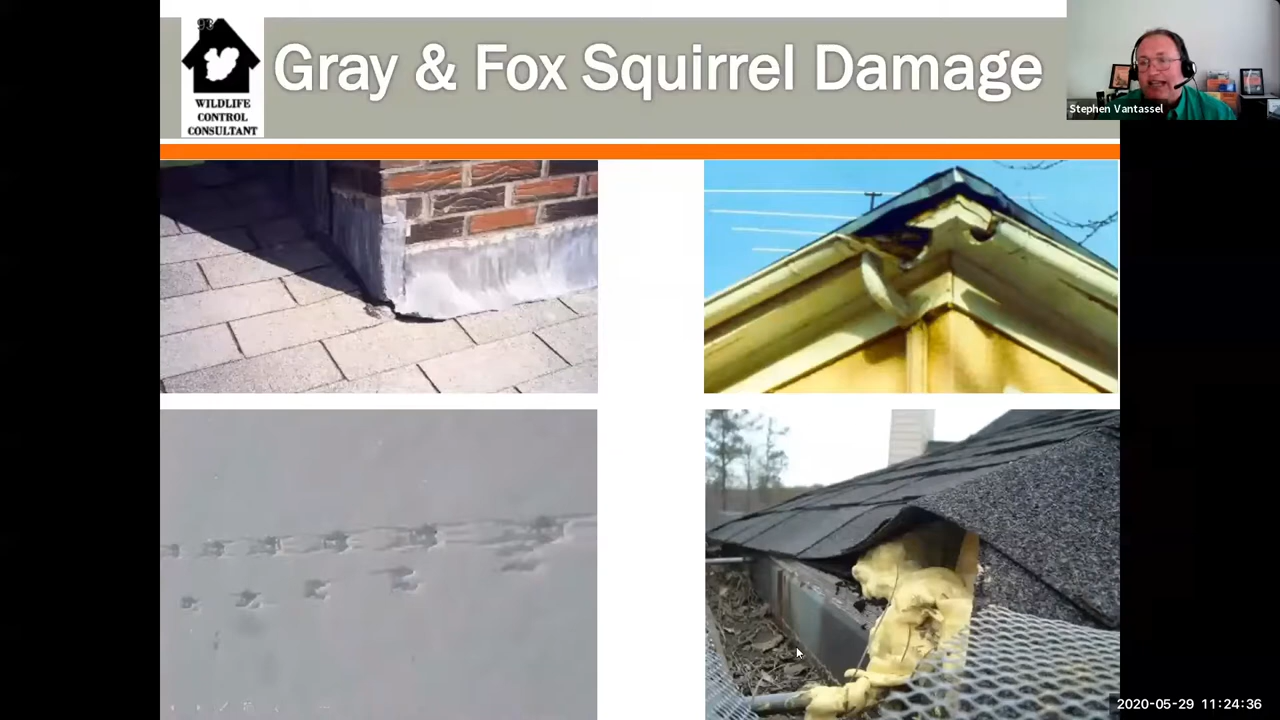 Gray & Fox Squirrel Damage
WILDLIFE
CONTROL
CONSULTANT
Stephen Vantassel
2020-05-29 11:24:36